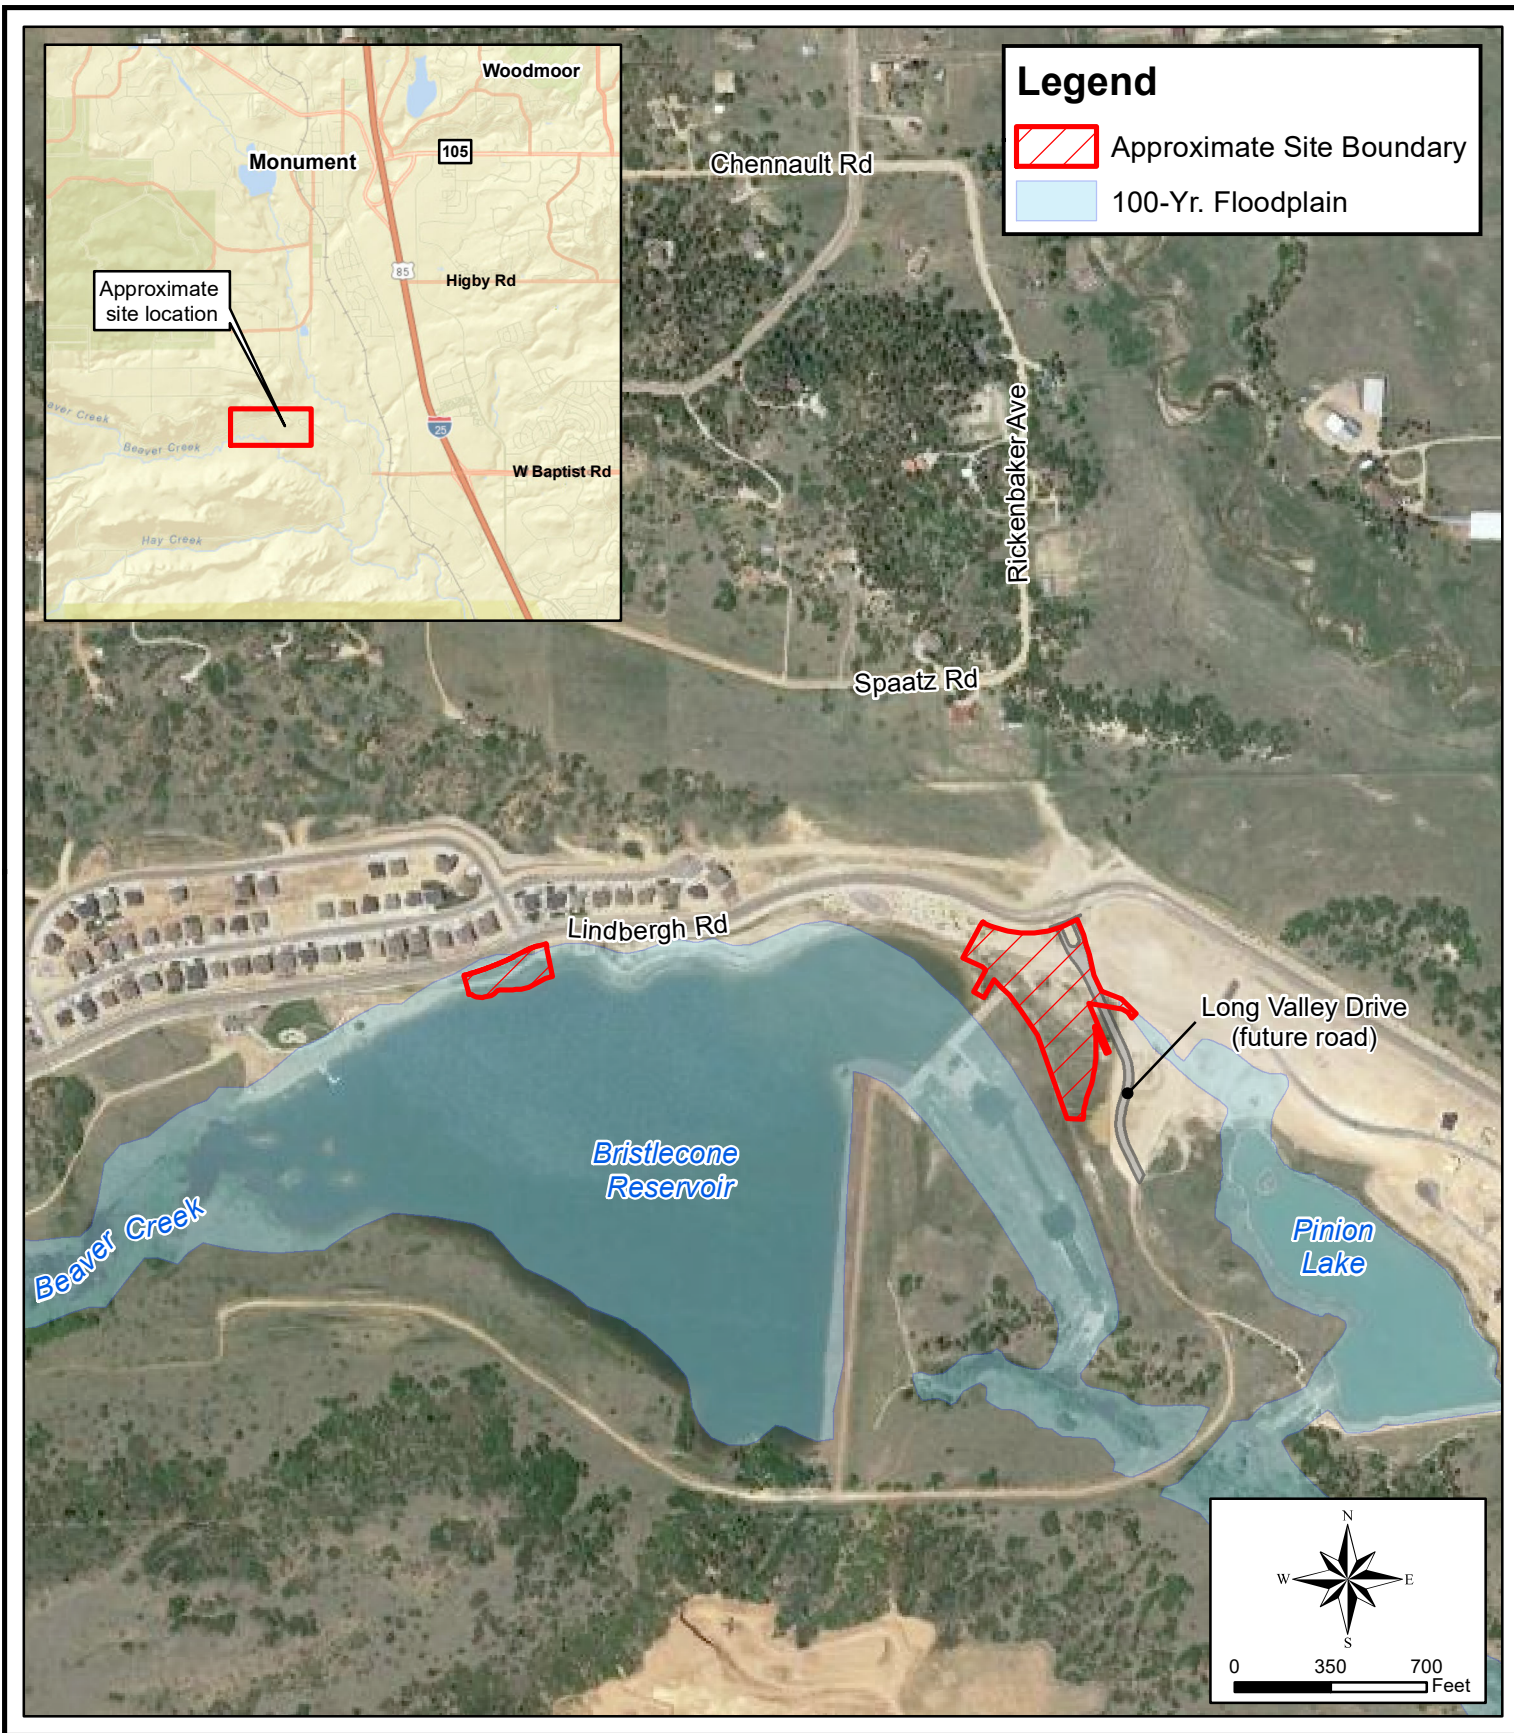 Woodmoor
Monument
105
85
Higby Rd
Approximate
site location
25
aver Creek
Beaver Creek
W Baptist Rd
Hay Creek
Legend
Approximate Site Boundary
100-Yr. Floodplain
Chennault Rd
Rickenbaker Ave
Spaatz Rd
Lindbergh Rd
Long Valley Drive
(future road)
Bristlecone
Reservoir
Beaver Creek
Pinion
Lake
N
W E
S
0 350 700
Feet